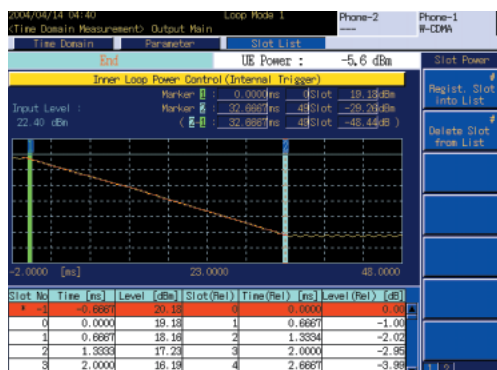 2004/04/14 04:40 Loop Mode 1 Phone-2 Phone-1
<Time Domain Measurement> Output Main ---- W-CDMA
Time Domain Parameter Slot List
End UE Power : -5.6 dBm Slot Power
Inner Loop Power Control(Internal Trigger)
Marker 1 : 0.0000ms 0Slot 19.18dBm
Input Level : Marker 2 : 32.6667ms 49Slot -29.26dBm
22.40 dBm ( 2-1 : 32.6667ms 49Slot -48.44dB )
#
Regist. Slot
into List
#
Delete Slot
from List
-2.0000 [ms] 23.0000 48.0000
Slot No Time [ms] Level [dBm] Slot(Rel) Time(Rel) [ms] Level(Rel) [dB]
* -1 -0.6667 20.18 0 0.0000 0.00
0 0.0000 19.18 1 0.6667 -1.00
1 0.6667 18.16 2 1.3334 -2.02
2 1.3333 17.23 3 2.0000 -2.95
3 2.0000 16.19 4 2.6667 -3.99
1 2